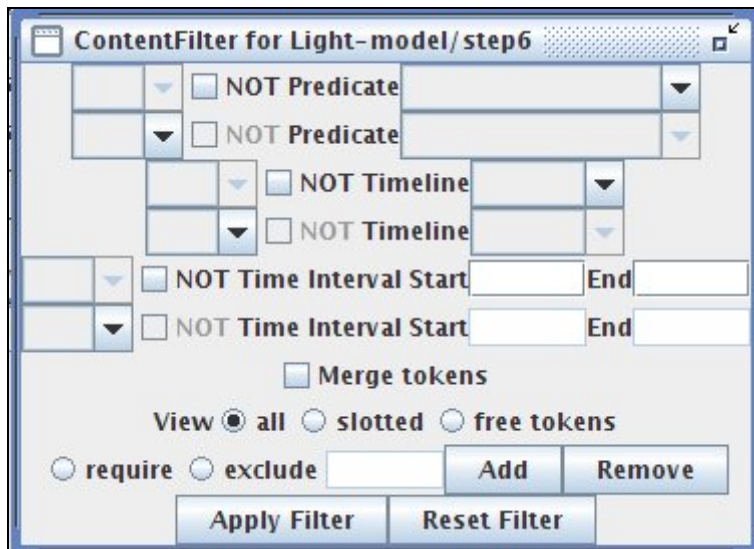 ContentFilter for Light-model/step6
NOT Predicate
NOT Predicate
NOT Timeline
NOT Timeline
NOT Time Interval Start End
NOT Time Interval Start End
Merge tokens
View all slotted free tokens
require exclude Add Remove
Apply Filter Reset Filter